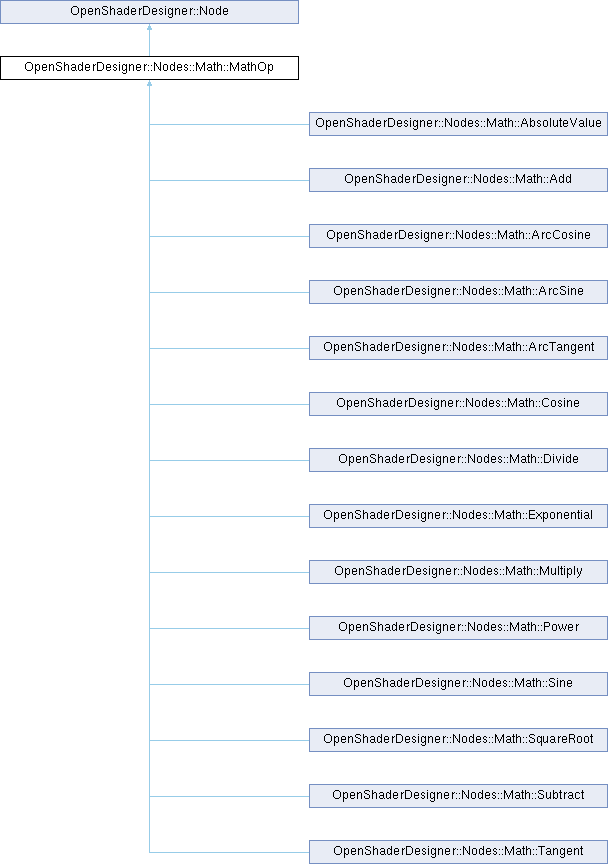 OpenShaderDesigner::Node
OpenShaderDesigner::Nodes::Math::MathOp
OpenShaderDesigner::Nodes::Math::AbsoluteValue
OpenShaderDesigner::Nodes::Math::Add
OpenShaderDesigner::Nodes::Math::ArcCosine
OpenShaderDesigner::Nodes::Math::ArcSine
OpenShaderDesigner::Nodes::Math::ArcTangent
OpenShaderDesigner::Nodes::Math::Cosine
OpenShaderDesigner::Nodes::Math::Divide
OpenShaderDesigner::Nodes::Math::Exponential
OpenShaderDesigner::Nodes::Math::Multiply
OpenShaderDesigner::Nodes::Math::Power
OpenShaderDesigner::Nodes::Math::Sine
OpenShaderDesigner::Nodes::Math::SquareRoot
OpenShaderDesigner::Nodes::Math::Subtract
OpenShaderDesigner::Nodes::Math::Tangent